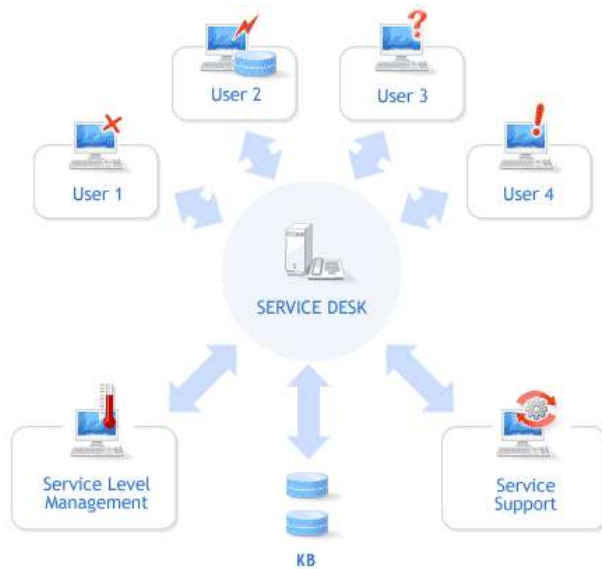 User 2
User 3
User 1
User 4
SERVICE DESK
Service Level
Management
Service
Support
KB